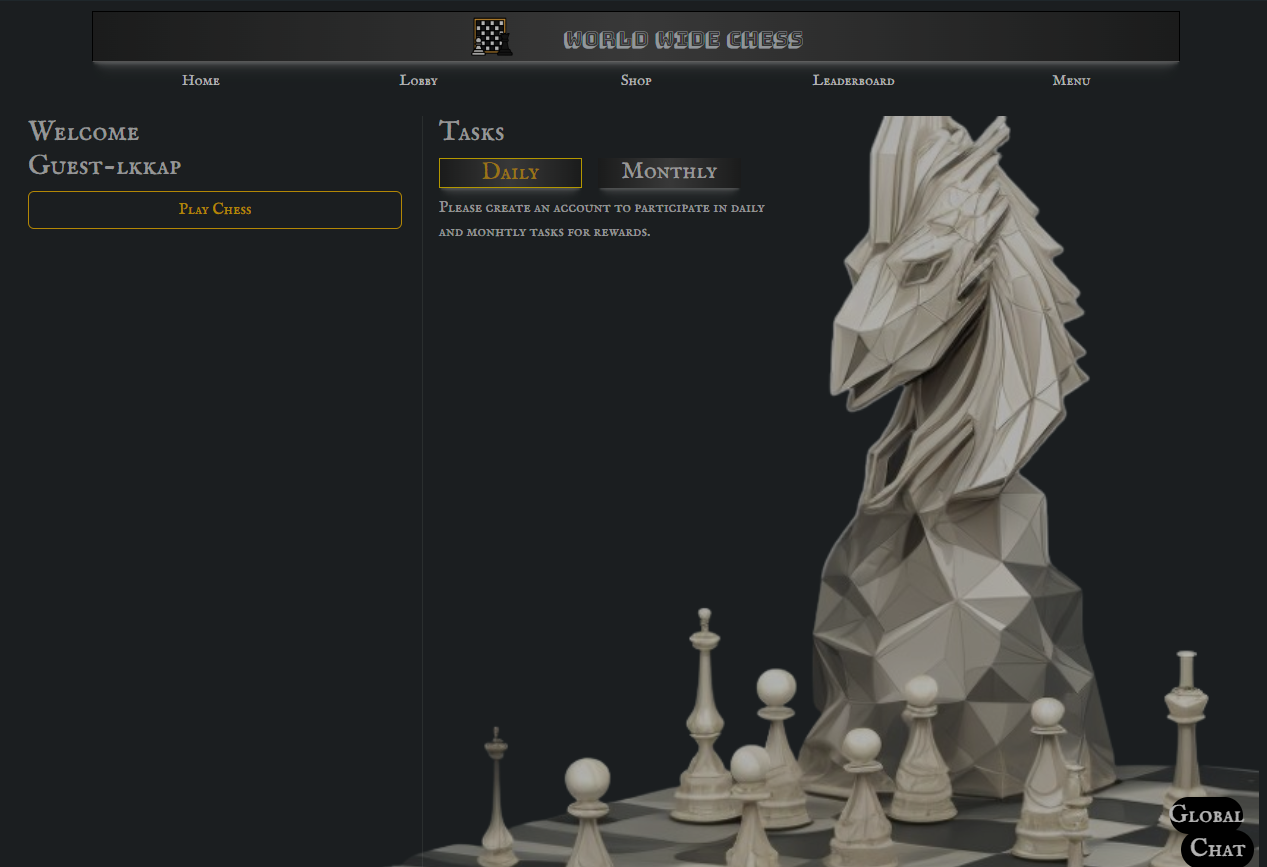 WORLD WIDE CHESS
Home Lobby Shop Leaderboard Menu
Welcome
Guest-lkkap
Play Chess
Tasks
Daily Monthly
Please create an account to participate in daily
and monhtly tasks for rewards.
Global
Chat